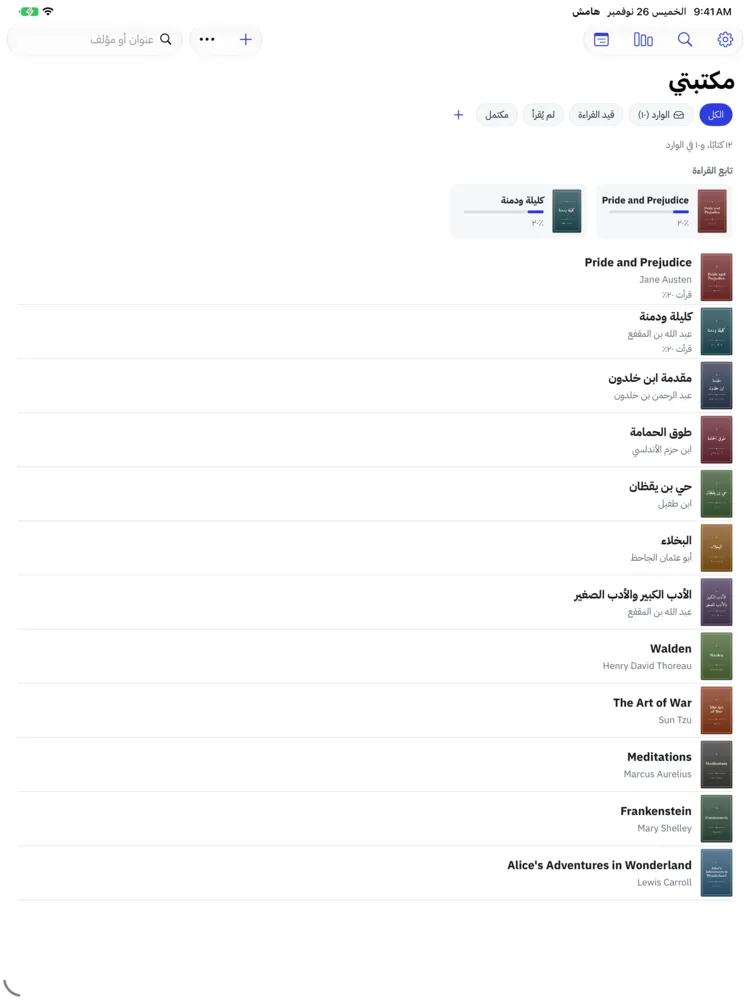 9:41 AM الخميس 26 نوفمبر هامش
عنوان أو مؤلف
مكتبتي
الكل
الوارد (١٠)
قيد القراءة
لم يُقرأ
مكتمل
١٢ كتابًا، و١٠ في الوارد
تابع القراءة
Pride and Prejudice
٢٠٪
كليلة ودمنة
٢٠٪
Pride and Prejudice
Jane Austen
قرأت ٢٠٪
كليلة ودمنة
عبد الله بن المقفع
قرأت ٢٠٪
مقدمة ابن خلدون
عبد الرحمن بن خلدون
طوق الحمامة
ابن حزم الأندلسي
حي بن يقظان
ابن طفيل
البخلاء
أبو عثمان الجاحظ
الأدب الكبير والأدب الصغير
عبد الله بن المقفع
Walden
Henry David Thoreau
The Art of War
Sun Tzu
Meditations
Marcus Aurelius
Frankenstein
Mary Shelley
Alice's Adventures in Wonderland
Lewis Carroll